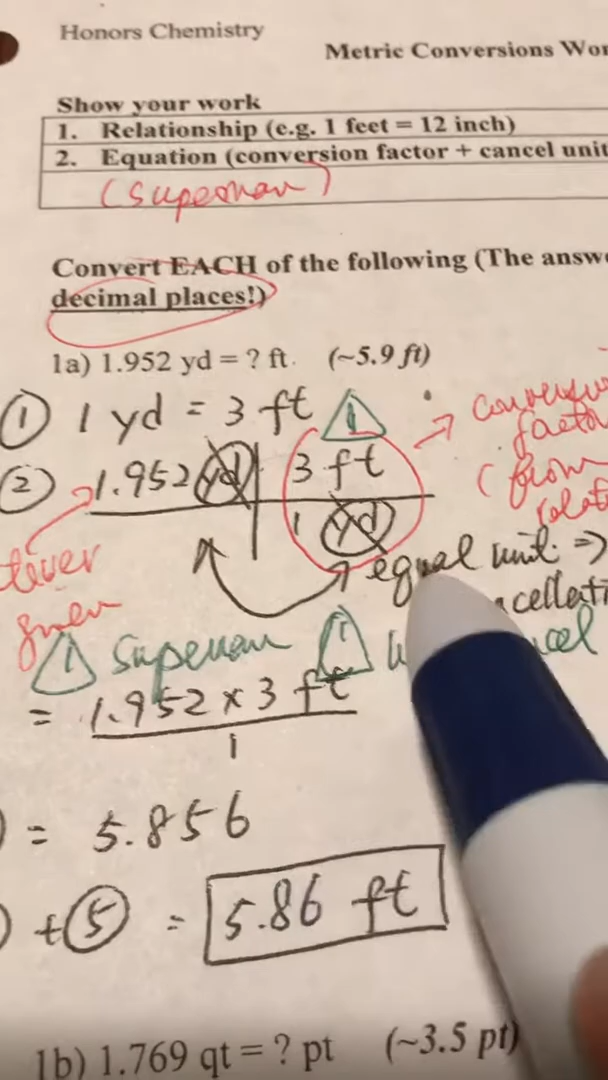 Honors Chemistry
Metric Conversions Wor
Show your work
1. Relationship (e.g. 1 feet = 12 inch)
2. Equation (conversion factor + cancel unit
(superman)
Convert EACH of the following (The answe
decimal places!)
1a) 1.952 yd = ? ft. (~5.9 ft)
① 1 yd = 3 ft
② 1.952 yd 3 ft
1 yd
(from
equal unit ⇒
given
superman
= 1.952 x 3 ft
1
= 5.856
+ ⑤ = 5.86 ft
1b) 1.769 qt = ? pt (~3.5 pt)